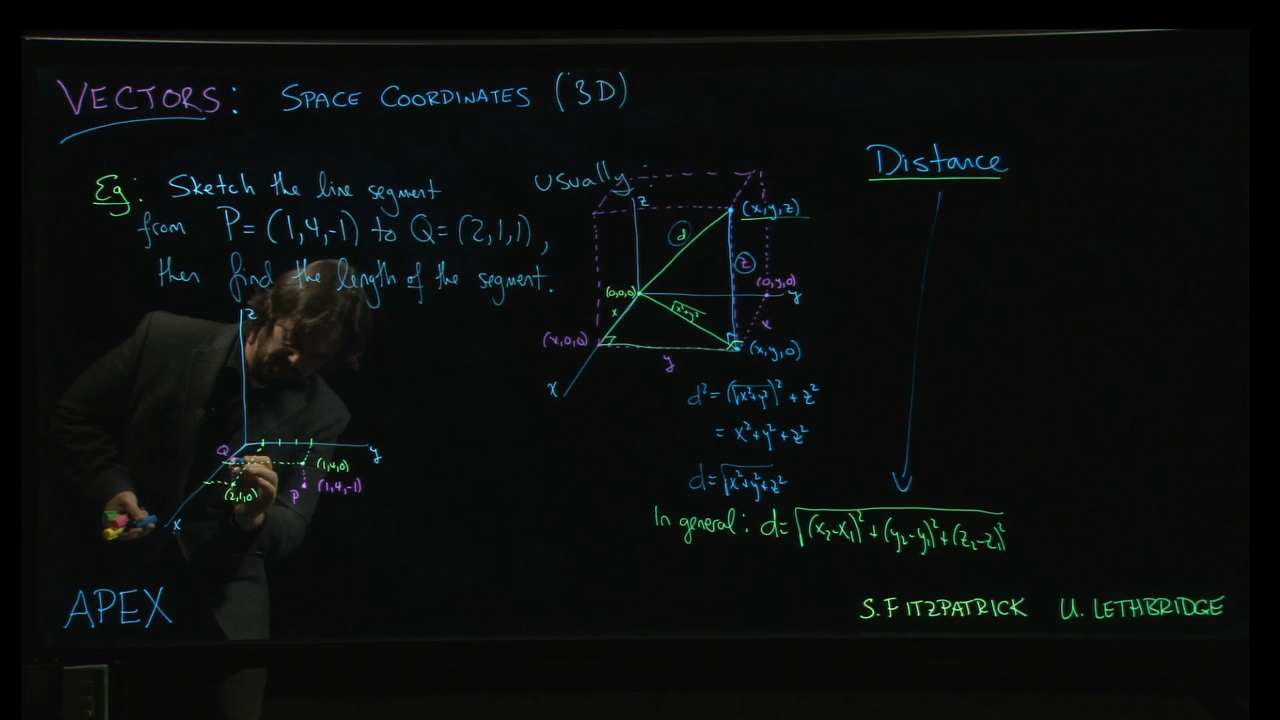 VECTORS: SPACE COORDINATES (3D)
Eg: Sketch the line segment
from P = (1,4,-1) to Q = (2,1,1),
then find the length of the segment.
z
Q
y
(1,4,0)
(2,1,0)
P
(1,4,-1)
x
APEX
usually:
z
(x,y,z)
d
z
(0,0,0)
(0,y,0)
y
x
√x²+y²
x
(x,0,0)
(x,y,0)
y
x
d² = (√x²+y²)² + z²
= x²+y²+z²
d = √x²+y²+z²
In general: d = √(x₂-x₁)² + (y₂-y₁)² + (z₂-z₁)²
Distance
S. FITZPATRICK U. LETHBRIDGE